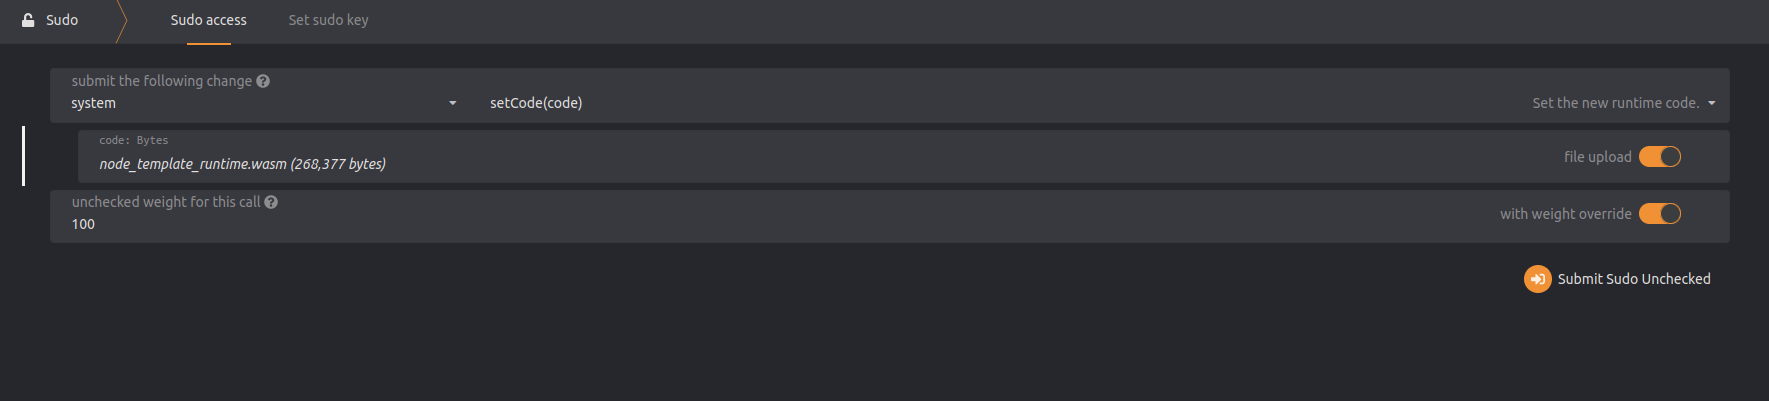 Sudo Sudo access Set sudo key
submit the following change
system setCode(code) Set the new runtime code.
code: Bytes
node_template_runtime.wasm (268,377 bytes) file upload
unchecked weight for this call
100 with weight override
Submit Sudo Unchecked